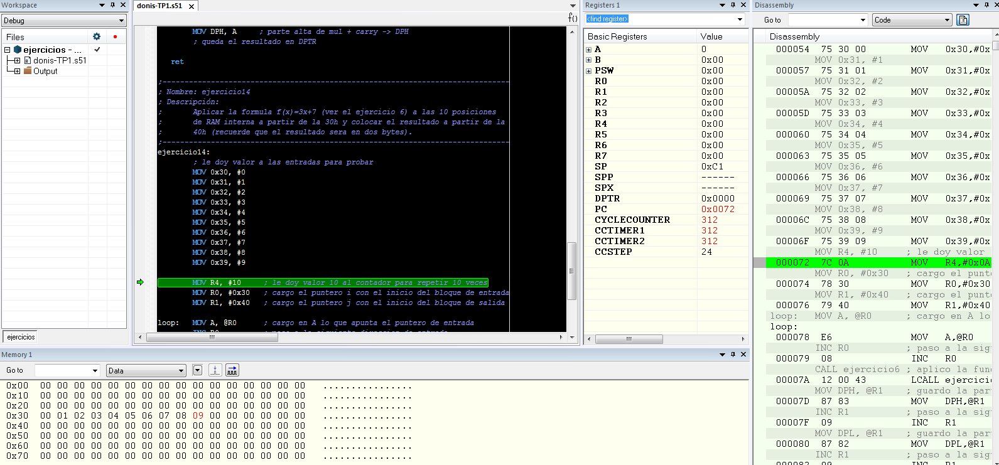 Workspace
Debug
Files
ejercicios - ...
donis-TP1.s51
Output
ejercicios
donis-TP1.s51
f()
MOV DPH, A ; parte alta de mul + carry -> DPH
; queda el resultado en DPTR
ret
;-------------------------------------------------------------------------------
; Nombre: ejercicio14
; Descripción:
; Aplicar la formula f(x)=3x+7 (ver el ejercicio 6) a las 10 posiciones
; de RAM interna a partir de la 30h y colocar el resultado a partir de la
; 40h (recuerde que el resultado sera en dos bytes).
;-------------------------------------------------------------------------------
ejercicio14:
; le doy valor a las entradas para probar
MOV 0x30, #0
MOV 0x31, #1
MOV 0x32, #2
MOV 0x33, #3
MOV 0x34, #4
MOV 0x35, #5
MOV 0x36, #6
MOV 0x37, #7
MOV 0x38, #8
MOV 0x39, #9
MOV R4, #10 ; le doy valor 10 al contador para repetir 10 veces
MOV R0, #0x30 ; cargo el puntero i con el inicio del bloque de entrada
MOV R1, #0x40 ; cargo el puntero j con el inicio del bloque de salida
loop: MOV A, @R0 ; cargo en A lo que apunta el puntero de entrada
Registers 1
<find register>
Basic Registers Value
A 0
B 0x00
PSW 0x00
R0 0x00
R1 0x00
R2 0x00
R3 0x00
R4 0x00
R5 0x00
R6 0x00
R7 0x00
SP 0xC1
SPP ------
SPX ------
DPTR 0x0000
PC 0x0072
CYCLECOUNTER 312
CCTIMER1 312
CCTIMER2 312
CCSTEP 24
Disassembly
Go to Code
Disassembly
000054 75 30 00 MOV 0x30,#0x
MOV 0x31, #1
000057 75 31 01 MOV 0x31,#0x
MOV 0x32, #2
00005A 75 32 02 MOV 0x32,#0x
MOV 0x33, #3
00005D 75 33 03 MOV 0x33,#0x
MOV 0x34, #4
000060 75 34 04 MOV 0x34,#0x
MOV 0x35, #5
000063 75 35 05 MOV 0x35,#0x
MOV 0x36, #6
000066 75 36 06 MOV 0x36,#0x
MOV 0x37, #7
000069 75 37 07 MOV 0x37,#0x
MOV 0x38, #8
00006C 75 38 08 MOV 0x38,#0x
MOV 0x39, #9
00006F 75 39 09 MOV 0x39,#0x
MOV R4, #10 ; le doy valor
000072 7C 0A MOV R4,#0x0A
MOV R0, #0x30 ; cargo el punt
000074 78 30 MOV R0,#0x30
MOV R1, #0x40 ; cargo el punt
000076 79 40 MOV R1,#0x40
loop: MOV A, @R0 ; cargo en A lo
loop:
000078 E6 MOV A,@R0
INC R0 ; paso a la sig
000079 08 INC R0
CALL ejercicio6 ; aplico la fun
00007A 12 00 43 LCALL ejercicio
MOV DPH, @R1 ; guardo la par
00007D 87 83 MOV DPH,@R1
INC R1 ; paso a la sig
00007F 09 INC R1
MOV DPL, @R1 ; guardo la par
000080 87 82 MOV DPL,@R1
INC R1 ; paso a la sig
000082 09 INC R1
Memory 1
Go to Data
0x00 00 00 00 00 00 00 00 00 00 00 00 00 00 00 00 00 ................
0x10 00 00 00 00 00 00 00 00 00 00 00 00 00 00 00 00 ................
0x20 00 00 00 00 00 00 00 00 00 00 00 00 00 00 00 00 ................
0x30 00 01 02 03 04 05 06 07 08 09 00 00 00 00 00 00 ................
0x40 00 00 00 00 00 00 00 00 00 00 00 00 00 00 00 00 ................
0x50 00 00 00 00 00 00 00 00 00 00 00 00 00 00 00 00 ................
0x60 00 00 00 00 00 00 00 00 00 00 00 00 00 00 00 00 ................
0x70 00 00 00 00 00 00 00 00 00 00 00 00 00 00 00 00 ................